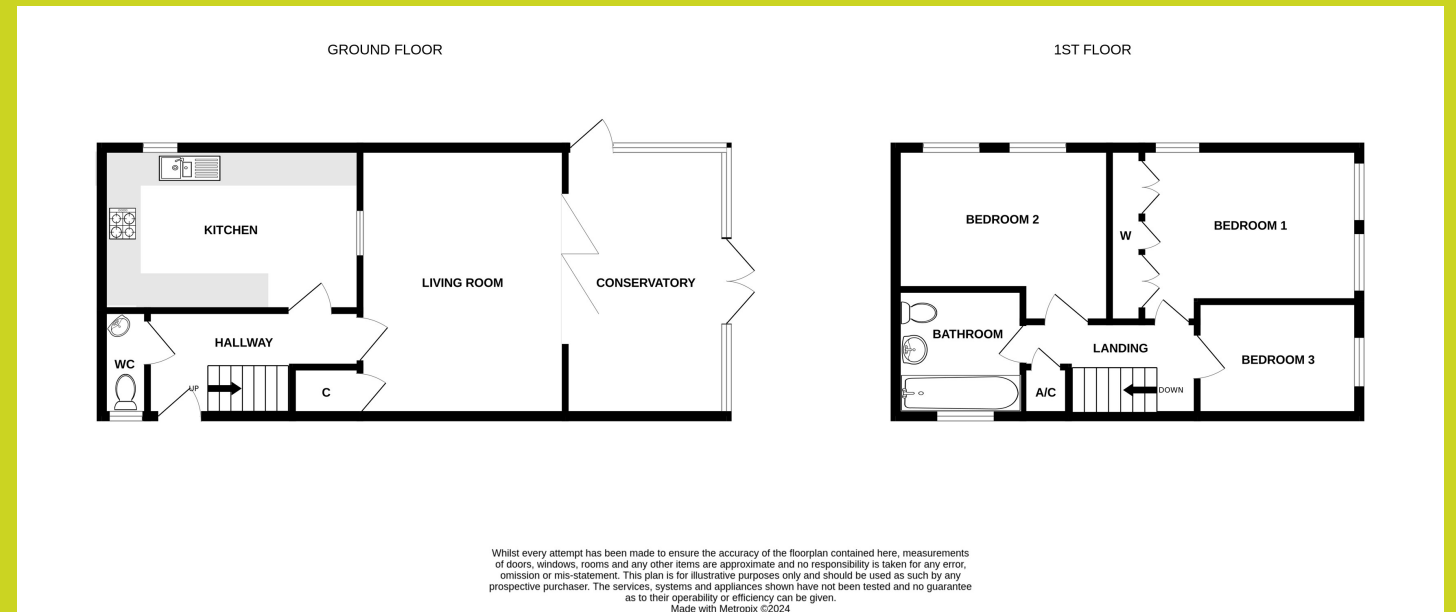 GROUND FLOOR
1ST FLOOR
KITCHEN
LIVING ROOM
CONSERVATORY
HALLWAY
WC
UP
C
BEDROOM 2
W
BEDROOM 1
BATHROOM
LANDING
BEDROOM 3
A/C
DOWN
Whilst every attempt has been made to ensure the accuracy of the floorplan contained here, measurements
of doors, windows, rooms and any other items are approximate and no responsibility is taken for any error,
omission or mis-statement. This plan is for illustrative purposes only and should be used as such by any
prospective purchaser. The services, systems and appliances shown have not been tested and no guarantee
as to their operability or efficiency can be given.
Made with Metropix ©2024